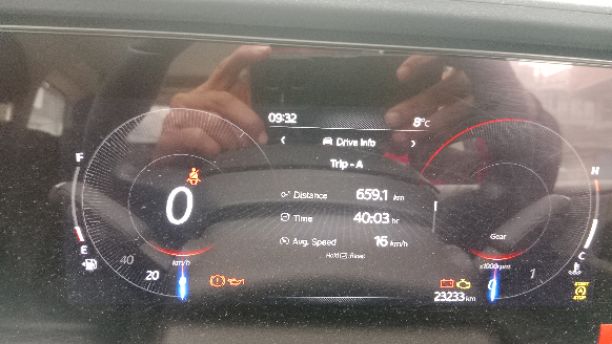 09:32
8°C
Drive Info
Trip - A
F
H
Distance 659.1 km
0
Time 40:03 hr
Avg. Speed 16 km/h
Hold Reset
Gear
E
C
40
km/h
x1000rpm
1
20
0
23233 km